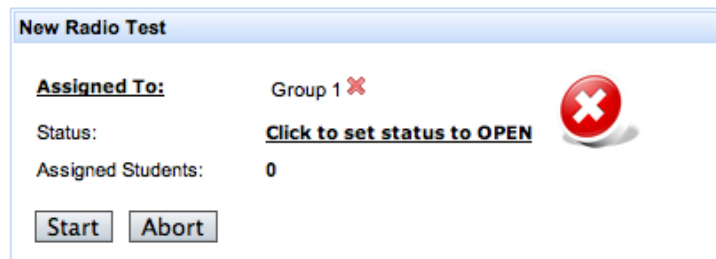 New Radio Test
Assigned To: Group 1
Status: Click to set status to OPEN
Assigned Students: 0
Start Abort